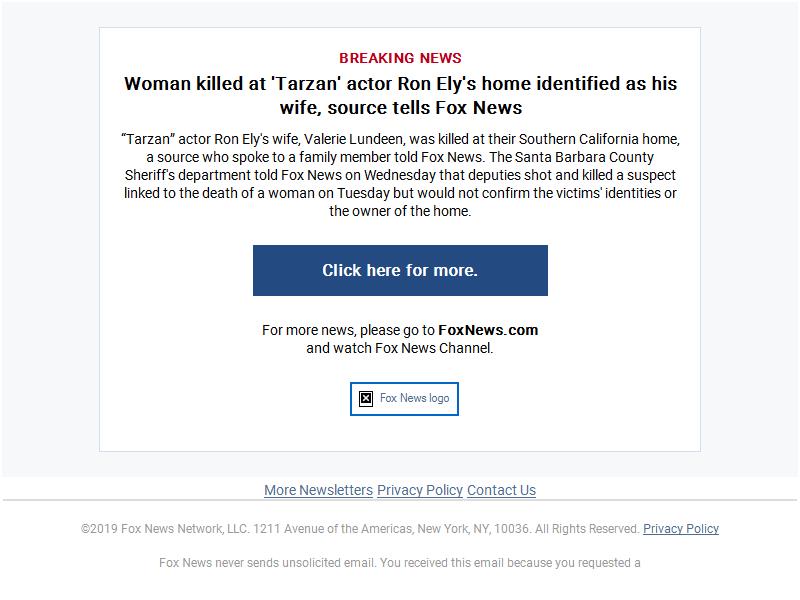 BREAKING NEWS
Woman killed at 'Tarzan' actor Ron Ely's home identified as his
wife, source tells Fox News
“Tarzan” actor Ron Ely's wife, Valerie Lundeen, was killed at their Southern California home,
a source who spoke to a family member told Fox News. The Santa Barbara County
Sheriff's department told Fox News on Wednesday that deputies shot and killed a suspect
linked to the death of a woman on Tuesday but would not confirm the victims' identities or
the owner of the home.
Click here for more.
For more news, please go to FoxNews.com
and watch Fox News Channel.
Fox News logo
More Newsletters Privacy Policy Contact Us
©2019 Fox News Network, LLC. 1211 Avenue of the Americas, New York, NY, 10036. All Rights Reserved. Privacy Policy
Fox News never sends unsolicited email. You received this email because you requested a